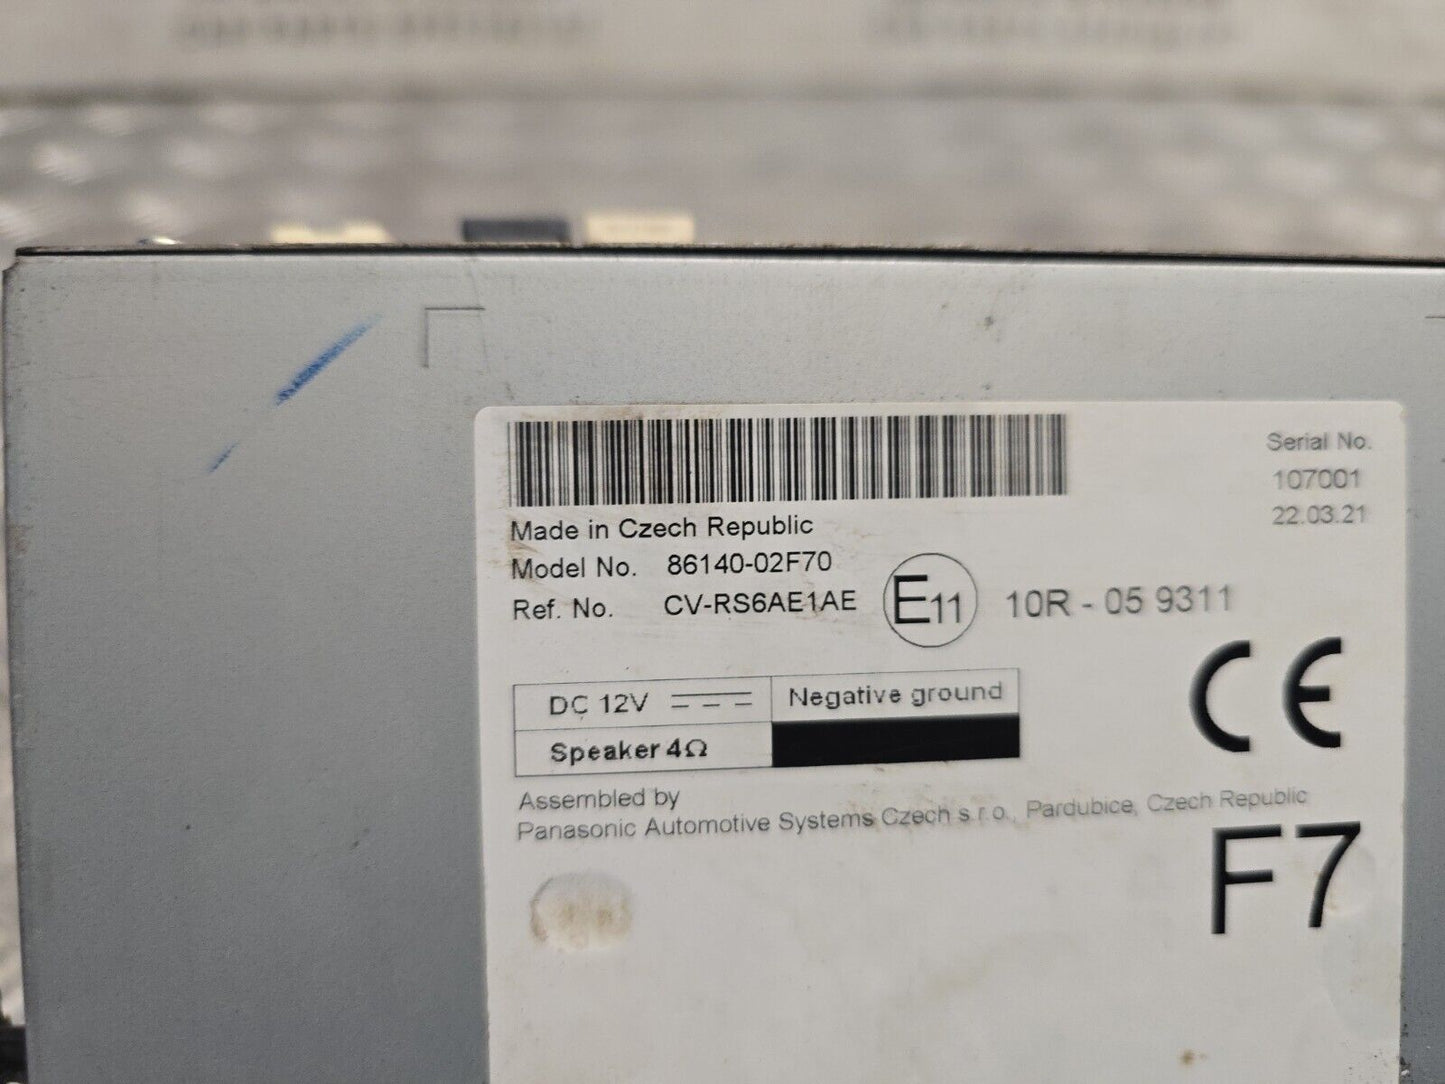 Serial No.
107001
22.03.21
Made in Czech Republic
Model No. 86140-02F70
Ref. No. CV-RS6AE1AE
E11 10R - 05 9311
CE
DC 12V Negative ground
Speaker 4Ω
Assembled by
Panasonic Automotive Systems Czech s.r.o., Pardubice, Czech Republic
F7